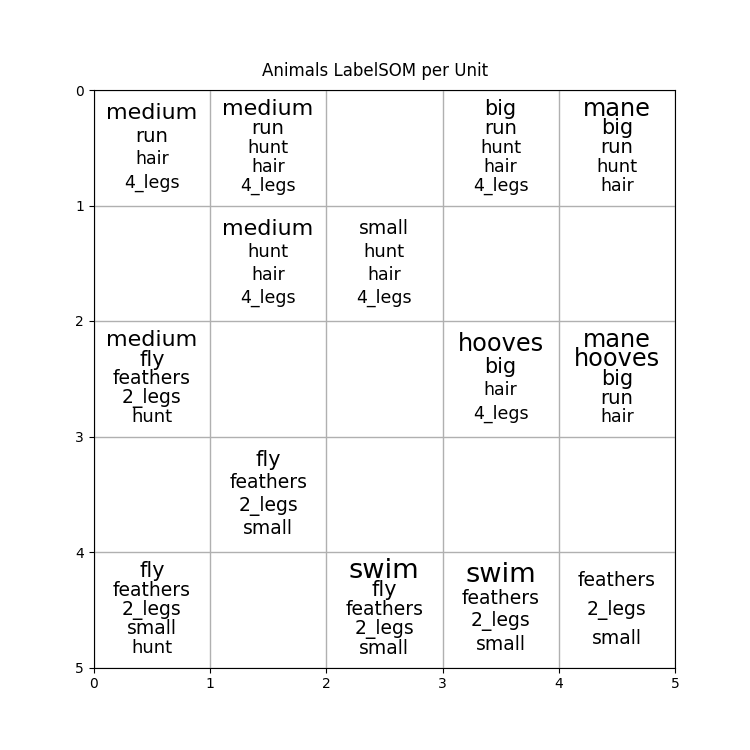 Animals LabelSOM per Unit
0
medium
run
hair
4_legs
medium
run
hunt
hair
4_legs
big
run
hunt
hair
4_legs
mane
big
run
hunt
hair
1
medium
hunt
hair
4_legs
small
hunt
hair
4_legs
2
medium
fly
feathers
2_legs
hunt
hooves
big
hair
4_legs
mane
hooves
big
run
hair
3
fly
feathers
2_legs
small
4
fly
feathers
2_legs
small
hunt
swim
fly
feathers
2_legs
small
swim
feathers
2_legs
small
feathers
2_legs
small
5
0 1 2 3 4 5